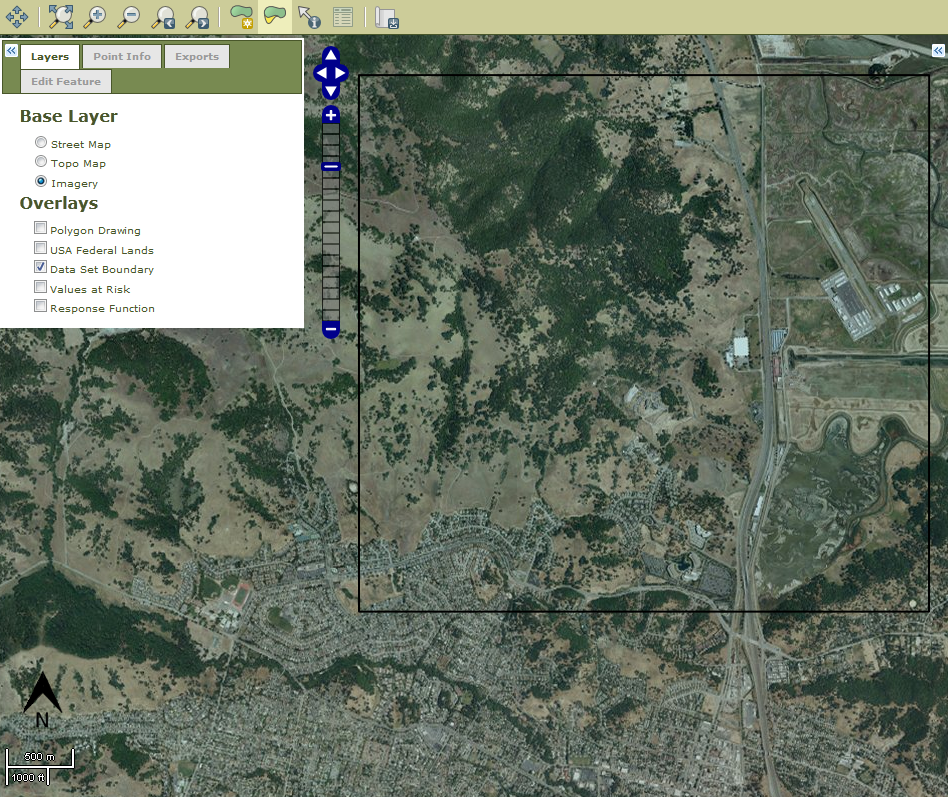 Layers
Point Info
Exports
Edit Feature
Base Layer
Street Map
Topo Map
Imagery
Overlays
Polygon Drawing
USA Federal Lands
Data Set Boundary
Values at Risk
Response Function
N
500 m
1000 ft